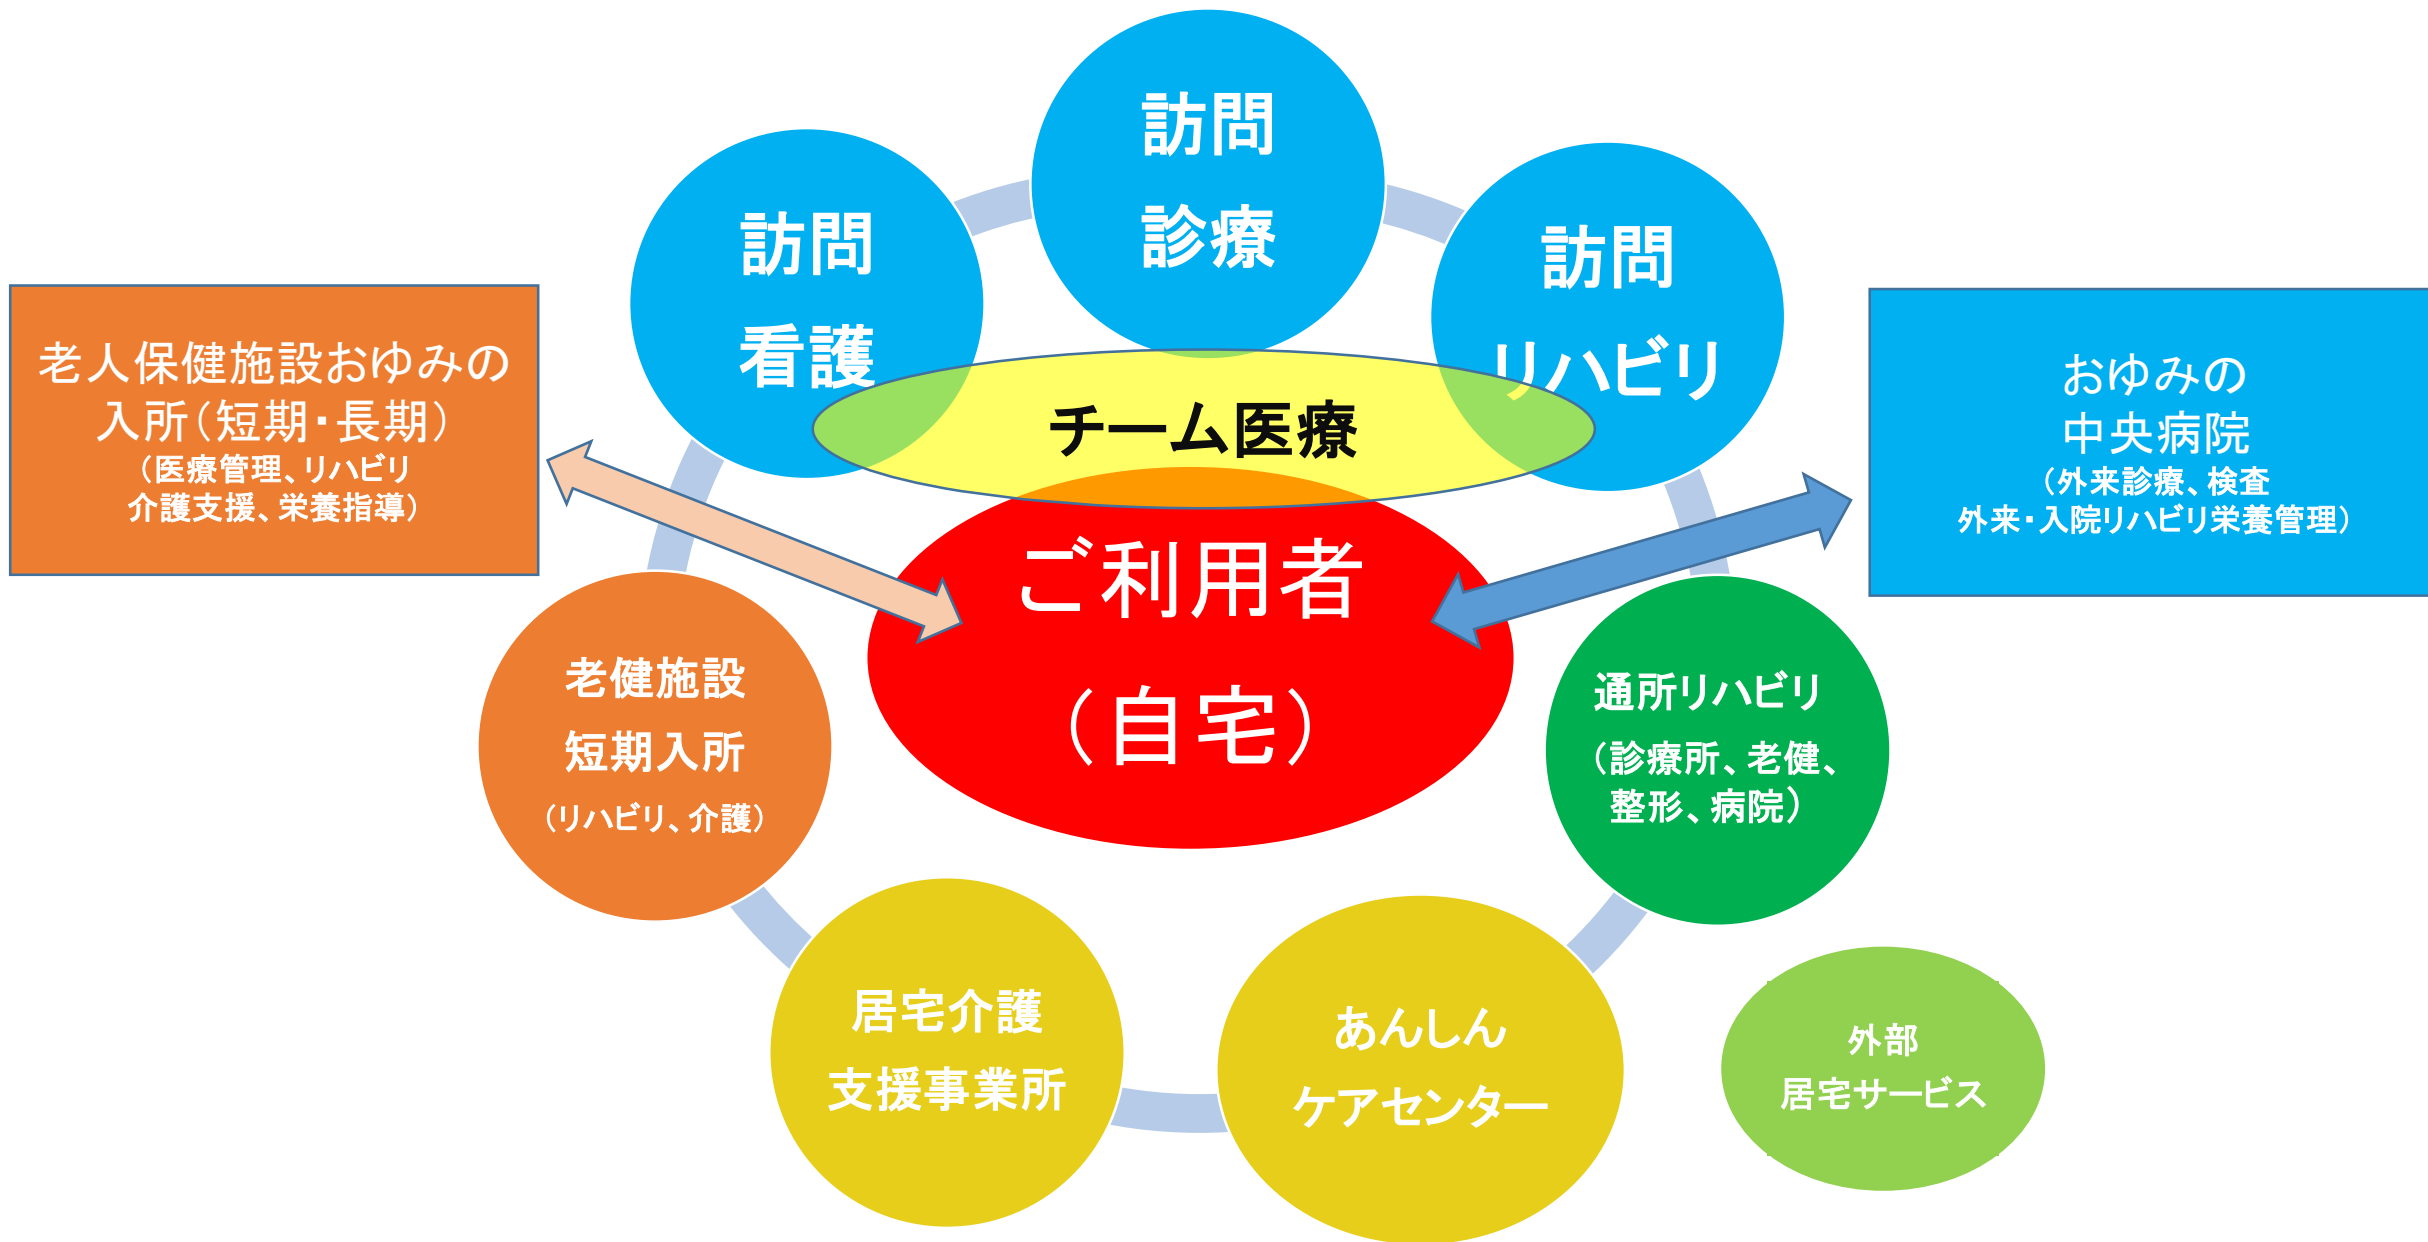 訪問
診療
訪問
看護
訪問
リハビリ
チーム医療
老人保健施設おゆみの
入所（短期・長期）
（医療管理、リハビリ
介護支援、栄養指導）
おゆみの
中央病院
（外来診療、検査
外来・入院リハビリ栄養管理）
ご利用者
（自宅）
老健施設
短期入所
（リハビリ、介護）
通所リハビリ
（診療所、老健、
整形、病院）
居宅介護
支援事業所
あんしん
ケアセンター
外部
居宅サービス